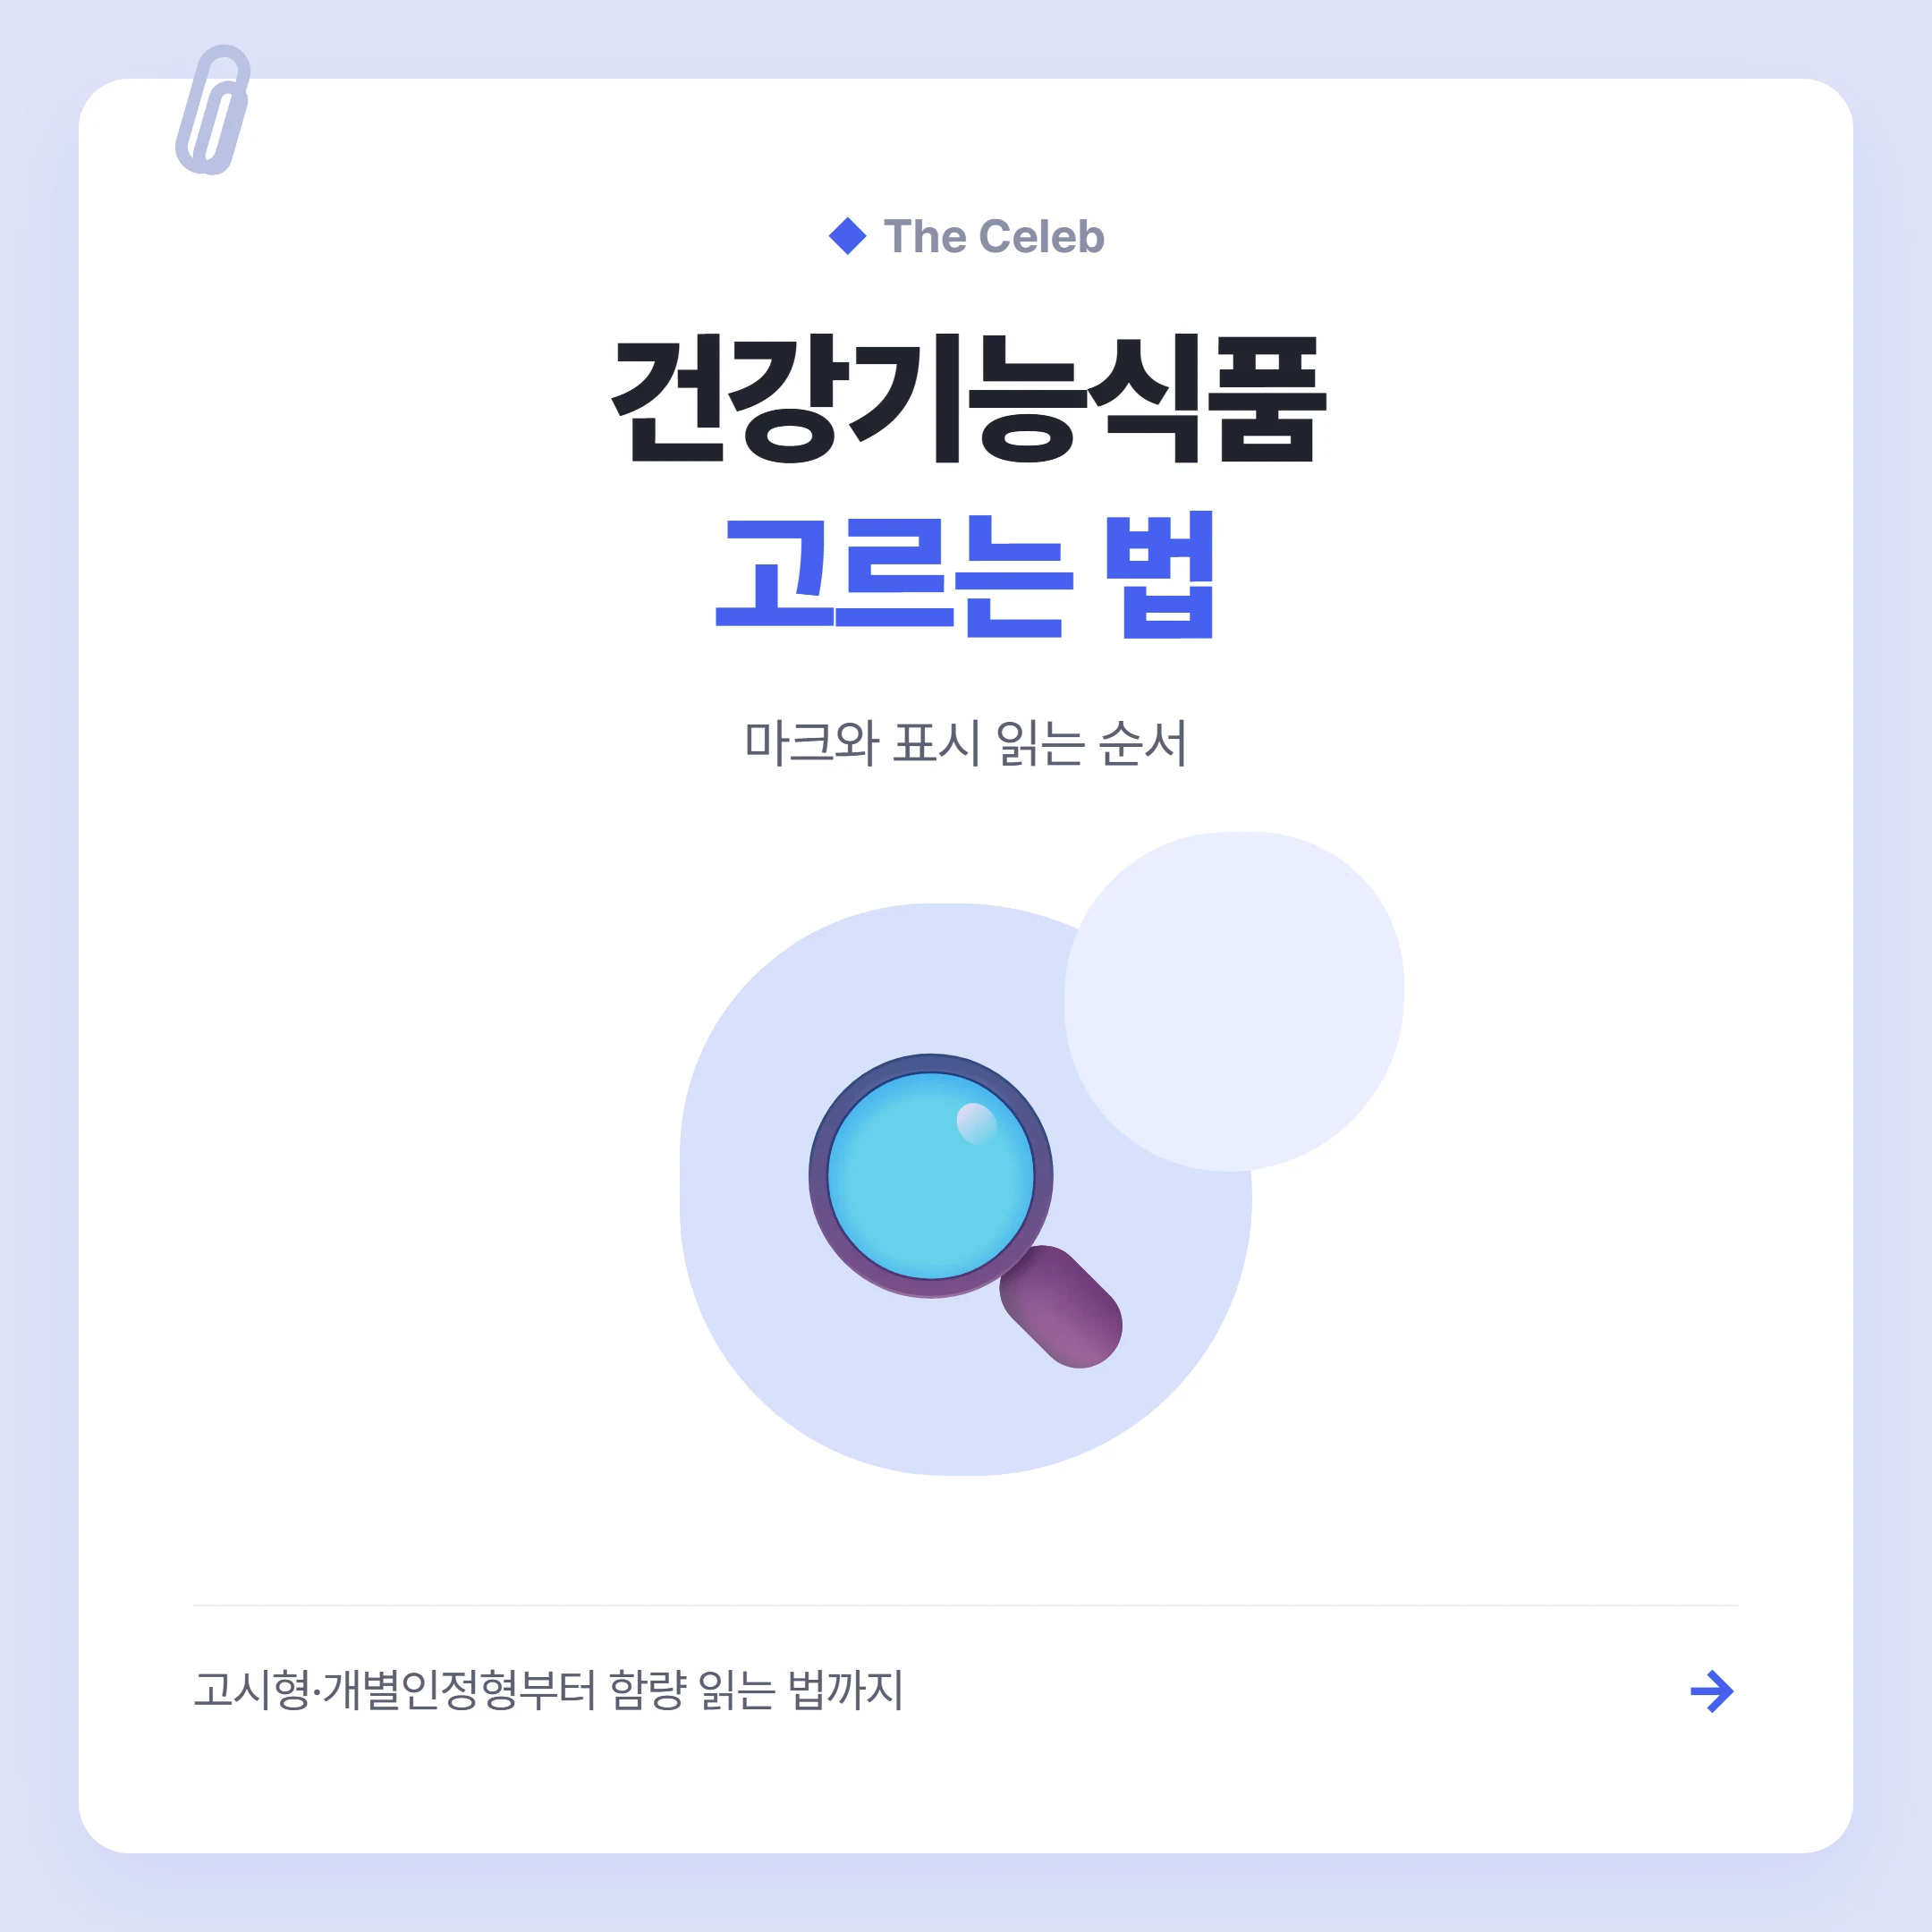 The Celeb
건강기능식품
고르는 법
마크와 표시 읽는 순서
고시형·개별인정형부터 함량 읽는 법까지